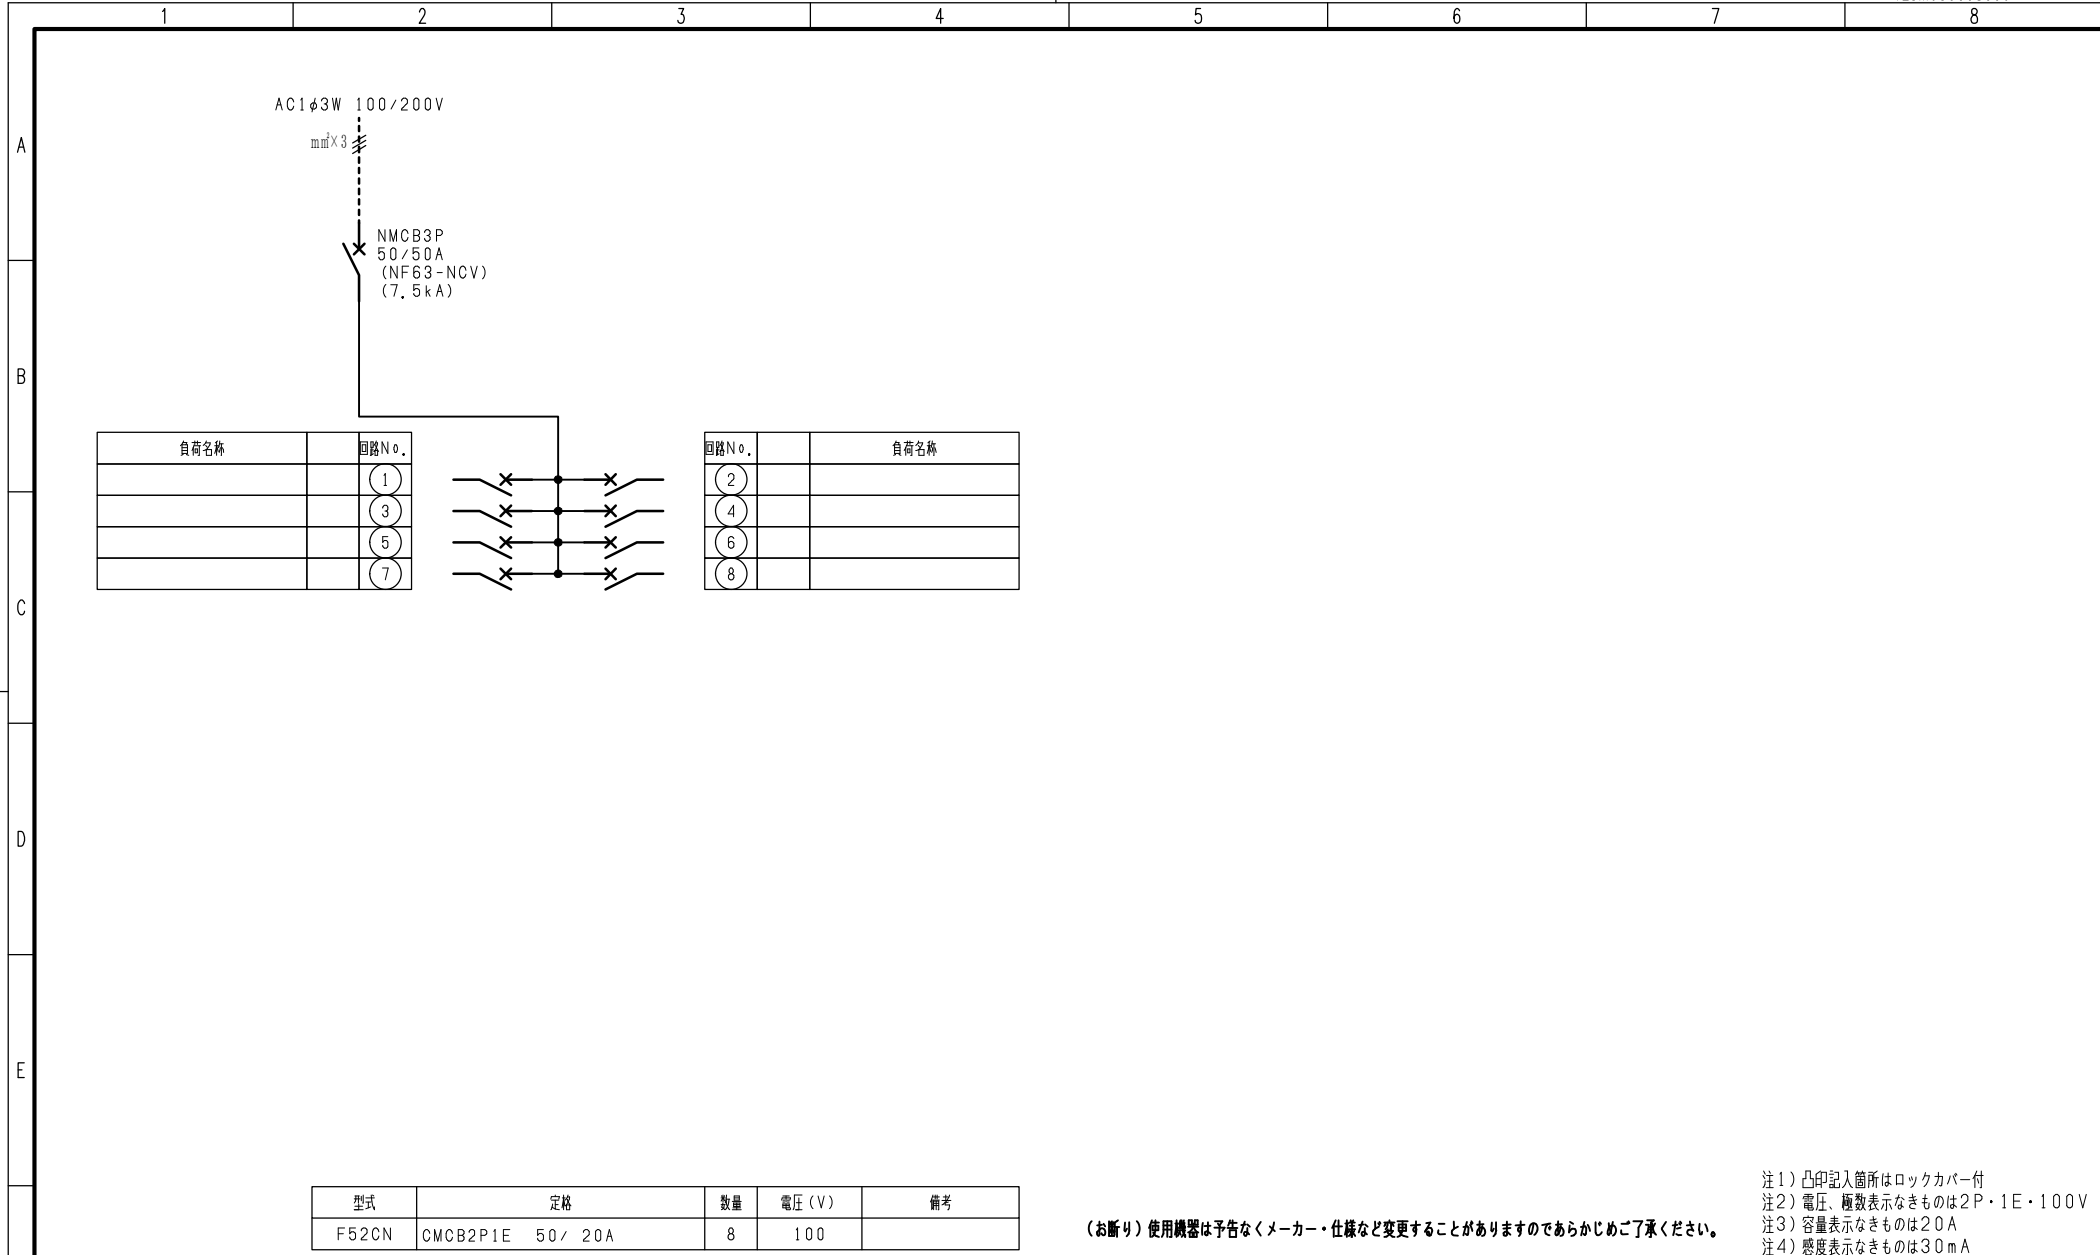 1 2 3 4 5 6 7 8
A
B
C
D
E
AC1φ3W 100/200V
mm²×3
NMCB3P
50/50A
(NF63-NCV)
(7.5kA)
負荷名称 回路No.
1
3
5
7
回路No. 負荷名称
2
4
6
8
型式 定格 数量 電圧(V) 備考
F52CN CMCB2P1E 50/ 20A 8 100
(お断り)使用機器は予告なくメーカー・仕様など変更することがありますのであらかじめご了承ください。
注1)凸印記入箇所はロックカバー付
注2)電圧、極数表示なきものは2P・1E・100V
注3)容量表示なきものは20A
注4)感度表示なきものは30mA